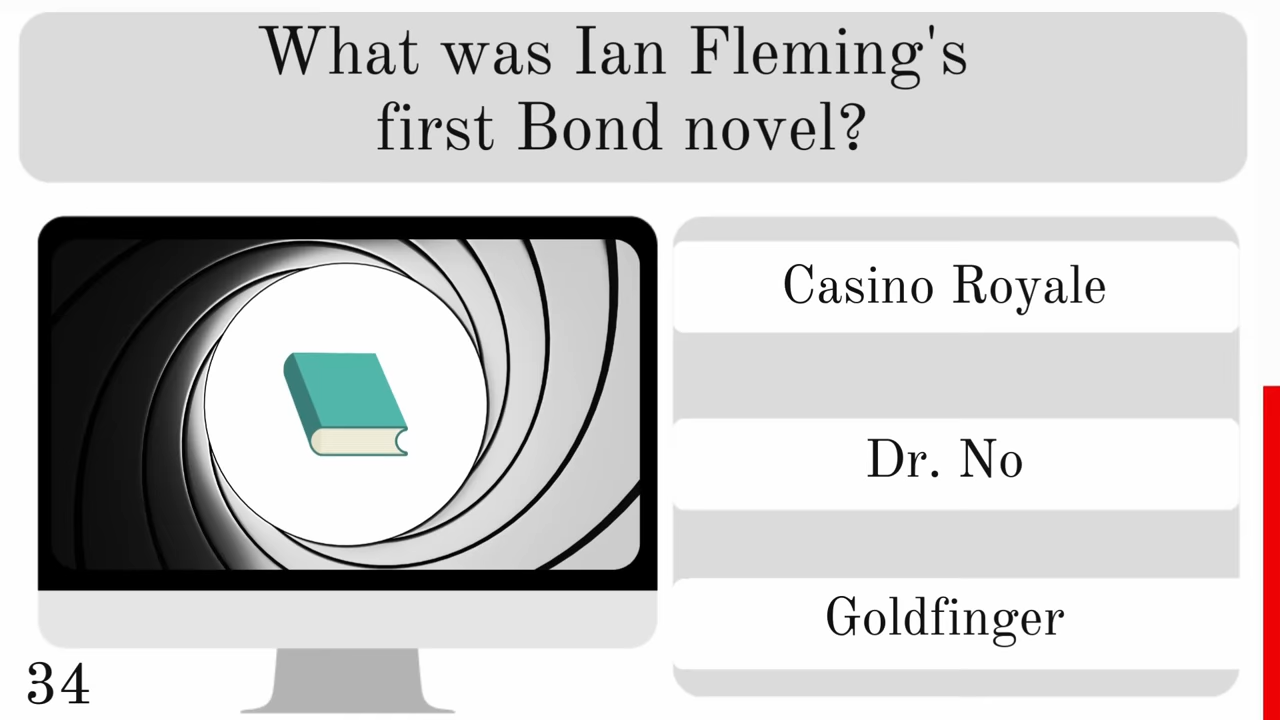 What was Ian Fleming's
first Bond novel?
Casino Royale
Dr. No
Goldfinger
34